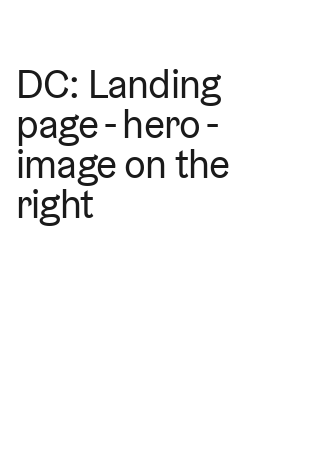 DC: Landing
page - hero -
image on the
right